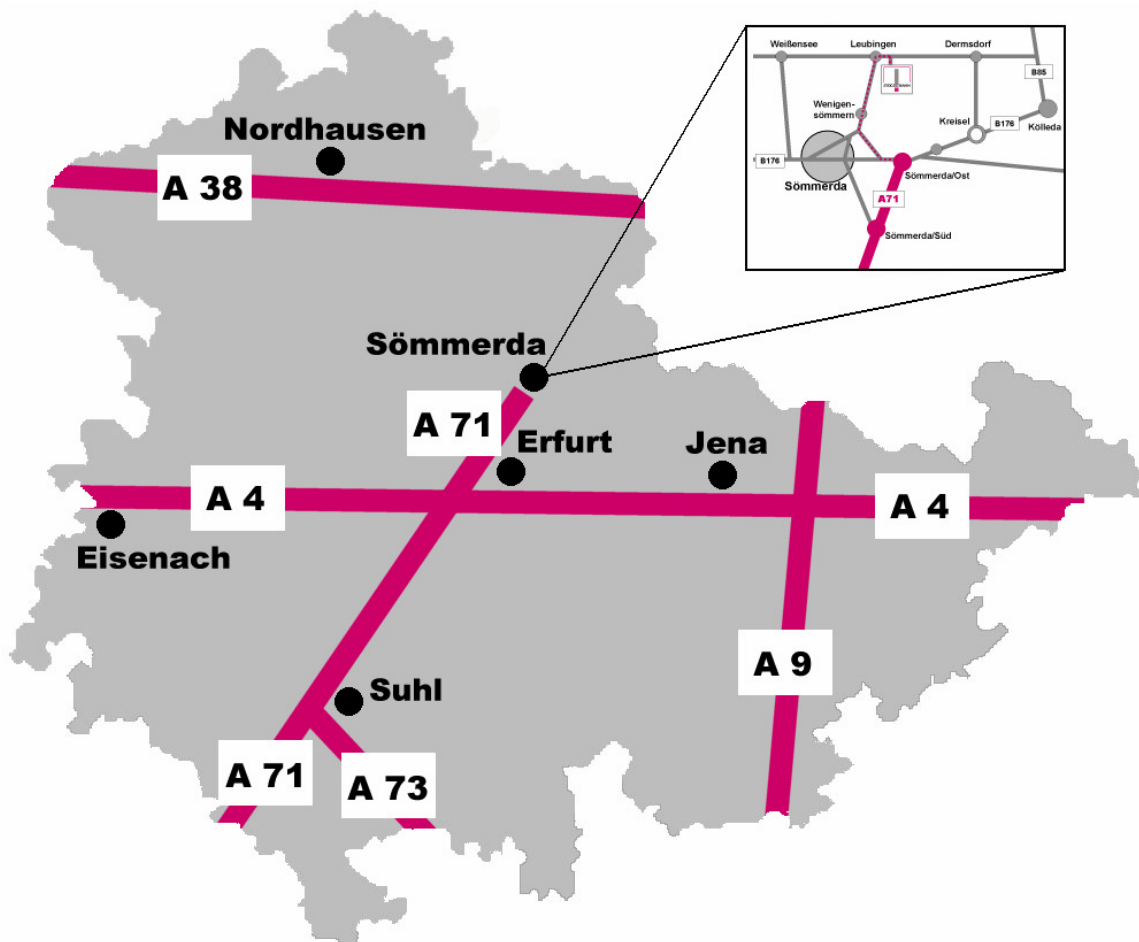 Weißensee
Leubingen
Dermsdorf
B85
Wenigen-
sömmern
Kreisel
B176
Kölleda
B176
Sömmerda
Sömmerda/Ost
A71
Sömmerda/Süd
Nordhausen
A 38
Sömmerda
A 71
Erfurt
Jena
A 4
A 4
Eisenach
A 9
Suhl
A 71
A 73